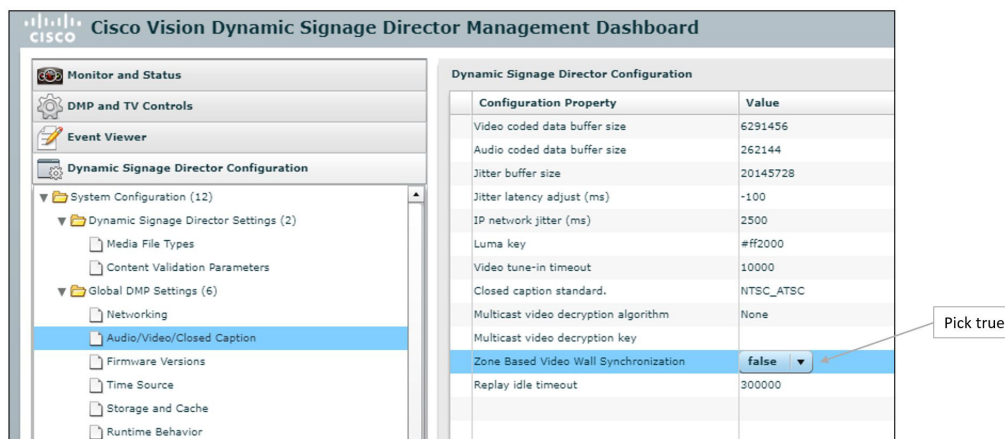 CISCO
Cisco Vision Dynamic Signage Director Management Dashboard
Monitor and Status
DMP and TV Controls
Event Viewer
Dynamic Signage Director Configuration
System Configuration (12)
Dynamic Signage Director Settings (2)
Media File Types
Content Validation Parameters
Global DMP Settings (6)
Networking
Audio/Video/Closed Caption
Firmware Versions
Time Source
Storage and Cache
Runtime Behavior
Dynamic Signage Director Configuration
Configuration Property Value
Video coded data buffer size 6291456
Audio coded data buffer size 262144
Jitter buffer size 20145728
Jitter latency adjust (ms) -100
IP network jitter (ms) 2500
Luma key #ff2000
Video tune-in timeout 10000
Closed caption standard. NTSC_ATSC
Multicast video decryption algorithm None
Multicast video decryption key
Zone Based Video Wall Synchronization false
Replay idle timeout 300000
Pick true